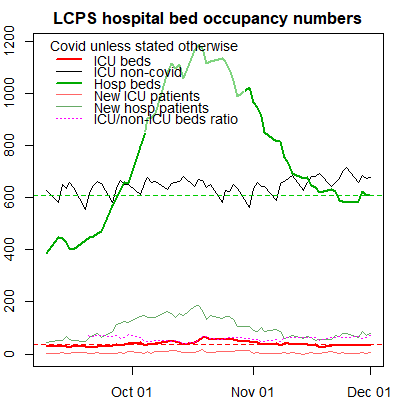 LCPS hospital bed occupancy numbers
Covid unless stated otherwise
ICU beds
ICU non-covid
Hosp beds
New ICU patients
New hosp patients
ICU/non-ICU beds ratio
1200
1000
800
600
400
200
0
Oct 01 Nov 01 Dec 01